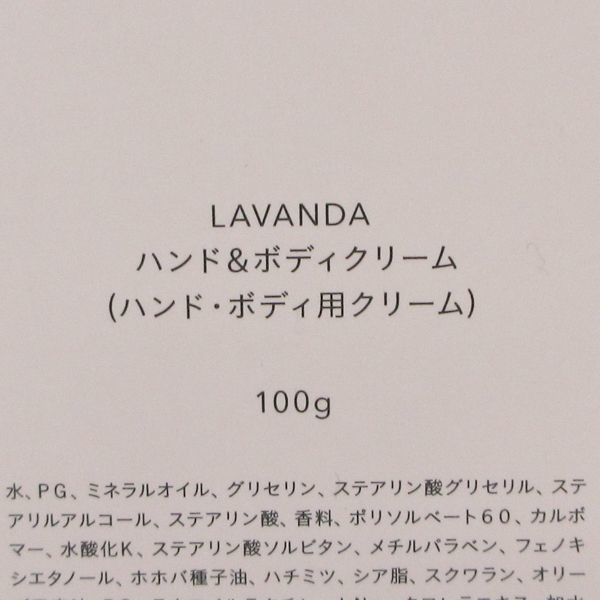 LAVANDA
ハンド&ボディクリーム
(ハンド・ボディ用クリーム)
100g
水、PG、ミネラルオイル、グリセリン、ステアリン酸グリセリル、ステ
アリルアルコール、ステアリン酸、香料、ポリソルベート60、カルボ
マー、水酸化K、ステアリン酸ソルビタン、メチルパラベン、フェノキ
シエタノール、ホホバ種子油、ハチミツ、シア脂、スクワラン、オリー